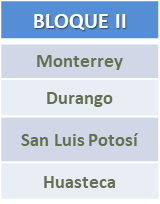 BLOQUE II
Monterrey
Durango
San Luis Potosí
Huasteca